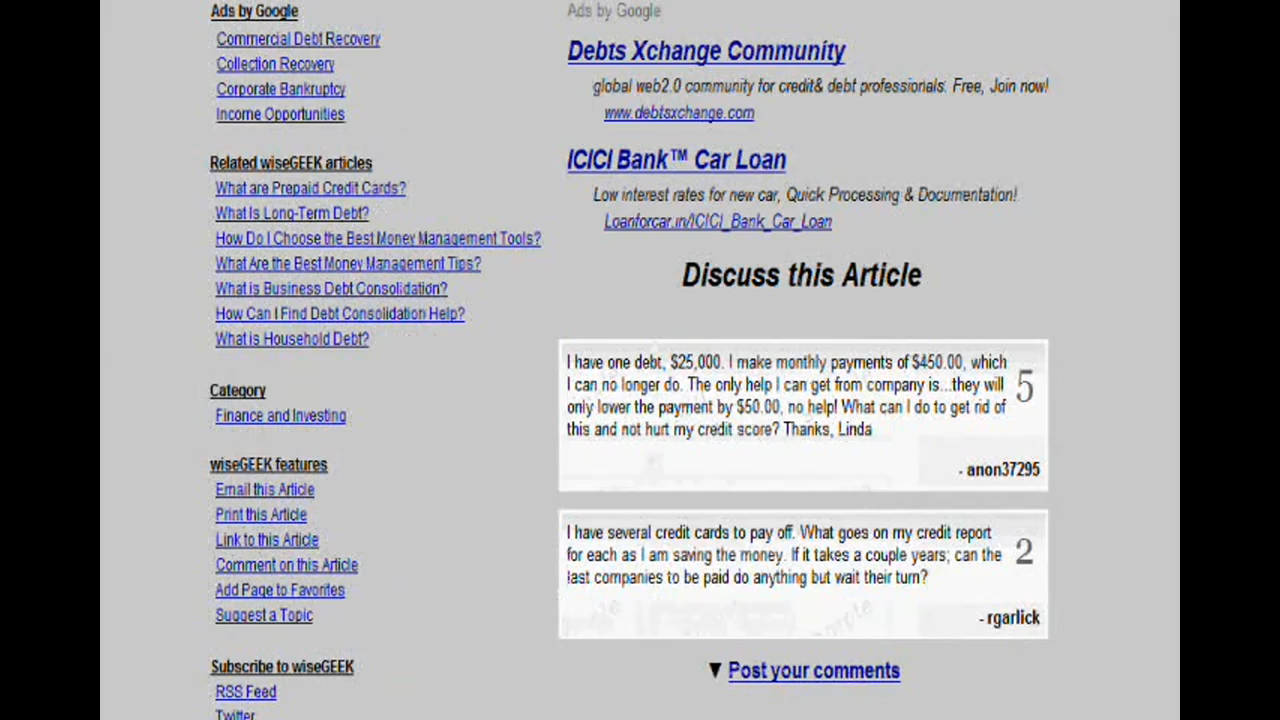 Ads by Google
Commercial Debt Recovery
Collection Recovery
Corporate Bankruptcy
Income Opportunities
Related wiseGEEK articles
What are Prepaid Credit Cards?
What Is Long-Term Debt?
How Do I Choose the Best Money Management Tools?
What Are the Best Money Management Tips?
What is Business Debt Consolidation?
How Can I Find Debt Consolidation Help?
What is Household Debt?
Category
Finance and Investing
wiseGEEK features
Email this Article
Print this Article
Link to this Article
Comment on this Article
Add Page to Favorites
Suggest a Topic
Subscribe to wiseGEEK
RSS Feed
Twitter
Ads by Google
Debts Xchange Community
global web2.0 community for credit& debt professionals. Free, Join now!
www.debtsxchange.com
ICICI Bank™ Car Loan
Low interest rates for new car, Quick Processing & Documentation!
Loanforcar.in/ICICI_Bank_Car_Loan
Discuss this Article
I have one debt, $25,000. I make monthly payments of $450.00, which
I can no longer do. The only help I can get from company is...they will
only lower the payment by $50.00, no help! What can I do to get rid of
this and not hurt my credit score? Thanks, Linda
5
- anon37295
I have several credit cards to pay off. What goes on my credit report
for each as I am saving the money. If it takes a couple years; can the
last companies to be paid do anything but wait their turn?
2
- rgarlick
▼ Post your comments